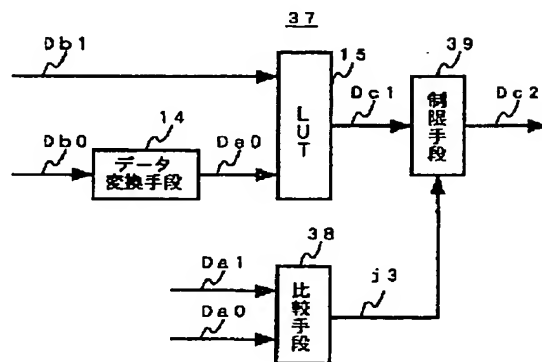 37
Db1
15
39
LUT
Dc1
制限手段
Dc2
14
Db0
データ
変換手段
Da0
38
Da1
比較手段
j3
Da0